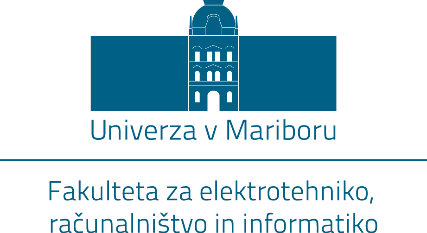 Univerza v Mariboru
Fakulteta za elektrotehniko,
računalništvo in informatiko